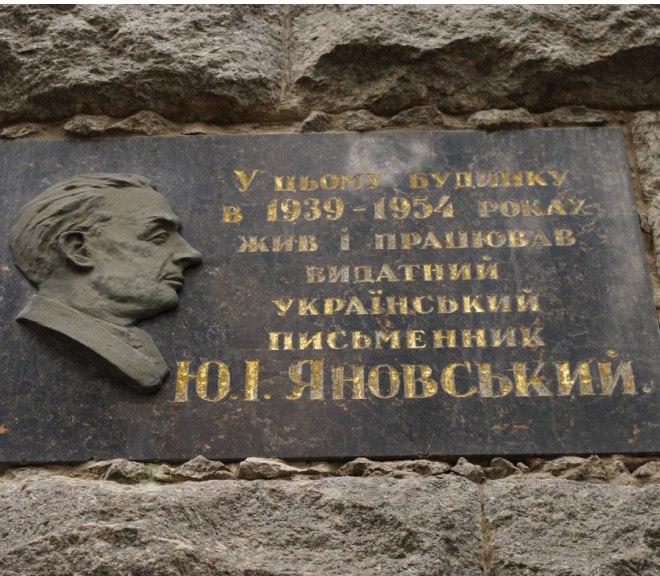 У цьому будинку
в 1939-1954 роках
жив і працював
видатний
український
письменник
Ю.І. Яновський.